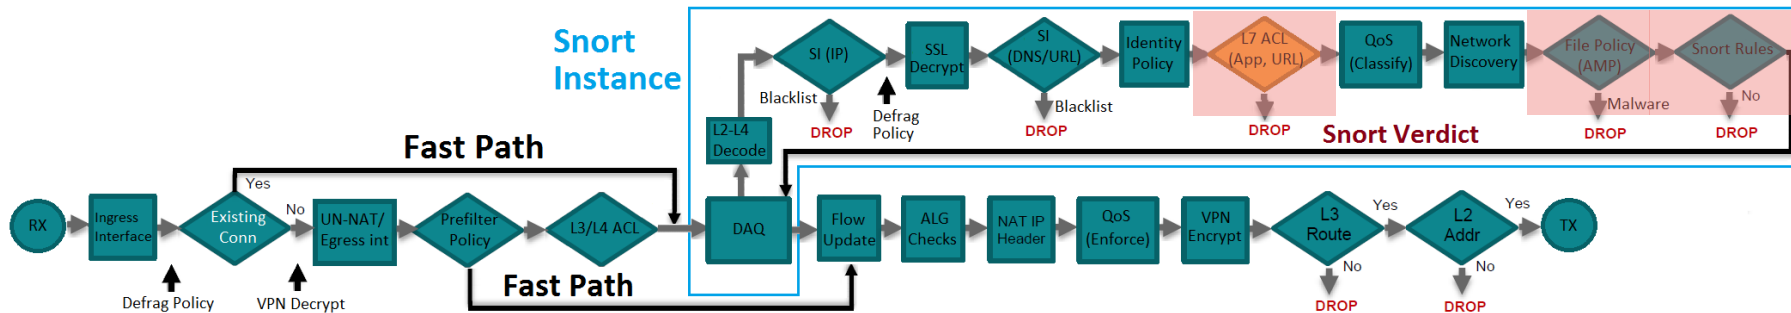 Snort
Instance
SI (IP)
Blacklist
DROP
Defrag
Policy
SSL
Decrypt
SI
(DNS/URL)
Blacklist
DROP
Identity
Policy
L7 ACL
(App, URL)
DROP
QoS
(Classify)
Network
Discovery
File Policy
(AMP)
Malware
DROP
Snort Rules
No
DROP
Snort Verdict
L2-L4
Decode
Fast Path
RX
Ingress
Interface
Defrag Policy
Existing
Conn
Yes
No
VPN Decrypt
UN-NAT/
Egress int
Prefilter
Policy
L3/L4 ACL
Fast Path
DAQ
Flow
Update
ALG
Checks
NAT IP
Header
QoS
(Enforce)
VPN
Encrypt
L3
Route
Yes
No
DROP
L2
Addr
Yes
No
DROP
TX